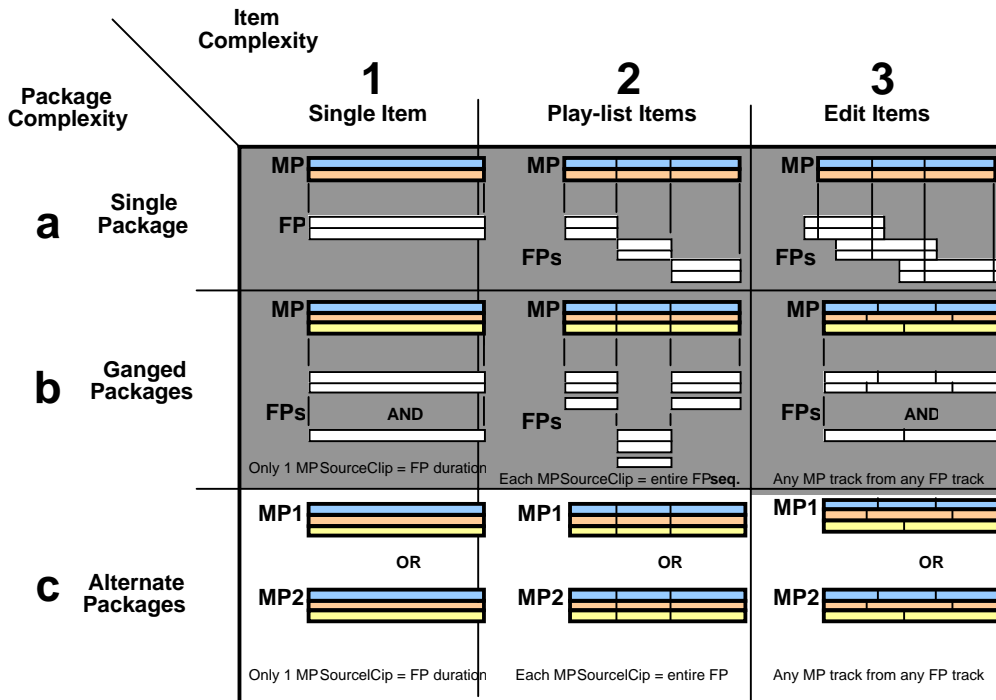 Item
Complexity
Package
Complexity
1
2
3
Single Item
Play-list Items
Edit Items
a
Single
Package
MP
FP
MP
FPs
MP
FPs
b
Ganged
Packages
MP
FPs
AND
Only 1 MPSourceClip = FP duration
MP
FPs
Each MPSourceClip = entire FPseq.
MP
FPs
AND
Any MP track from any FP track
c
Alternate
Packages
MP1
OR
MP2
Only 1 MPSourcelCip = FP duration
MP1
OR
MP2
Each MPSourcelCip = entire FP
MP1
OR
MP2
Any MP track from any FP track